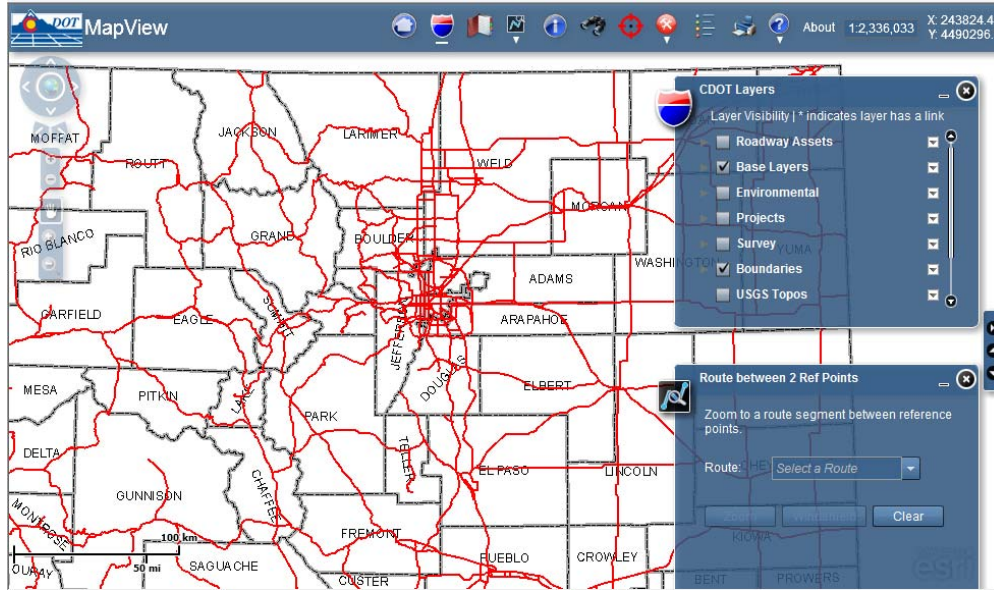 DOT MapView
About 1:2,336,033 X: 243824.4
Y: 4490296.
CDOT Layers
Layer Visibility | * indicates layer has a link
Roadway Assets
Base Layers
Environmental
Projects
Survey
Boundaries
USGS Topos
Route between 2 Ref Points
Zoom to a route segment between reference
points.
Route: Select a Route
Clear
MOFFAT
JACKSON
LARIMER
ROUTT
WELD
MORGAN
RIO BLANCO
GRAND
BOULDER
WASHINGTON
YUMA
ADAMS
GARFIELD
EAGLE
SUMMIT
JEFFERSON
ARAPAHOE
DOUGLAS
MESA
PITKIN
LAKE
PARK
ELBERT
DELTA
TELLER
EL PASO
LINCOLN
GUNNISON
CHAFFEE
MONTROSE
FREMONT
KIOWA
100 km
50 mi
OURAY
SAGUACHE
CUSTER
PUEBLO
CROWLEY
BENT
PROWERS
esri